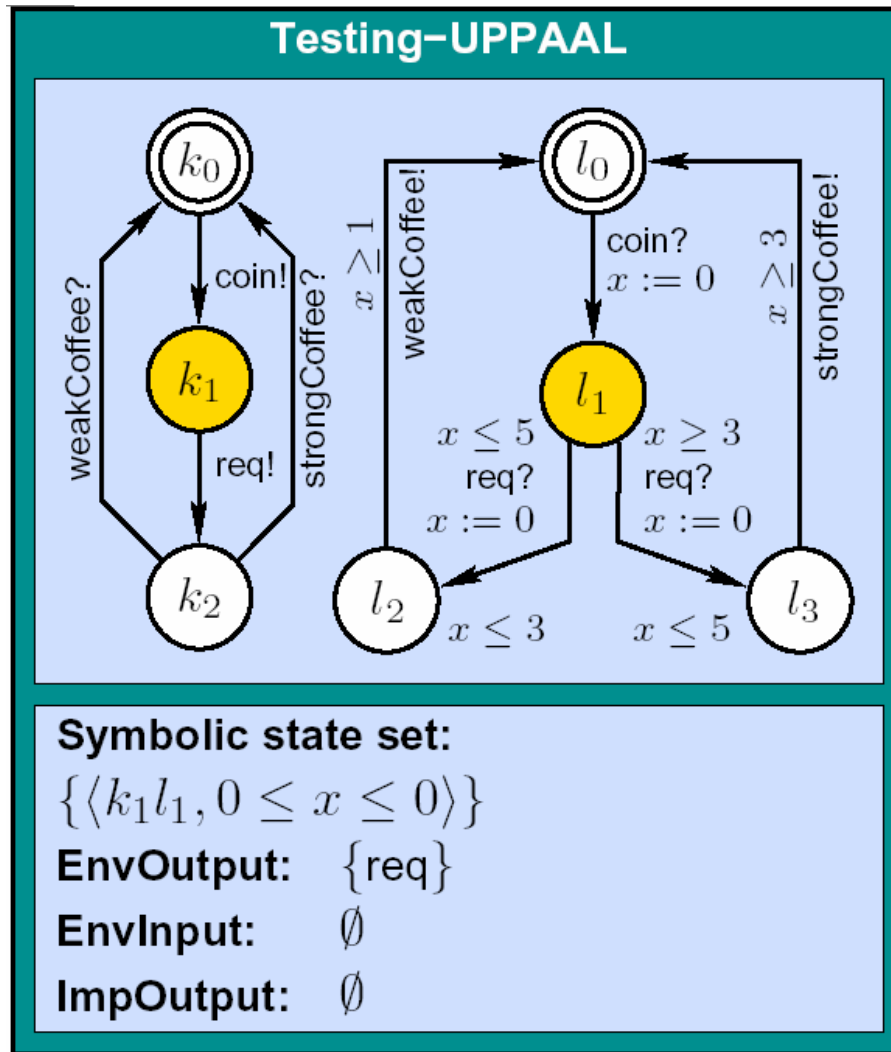 Testing-UPPAAL
k₀
l₀
weakCoffee?
coin!
strongCoffee?
x ≥ 1
weakCoffee!
coin?
x := 0
x ≥ 3
strongCoffee!
k₁
l₁
req!
x ≤ 5
req?
x := 0
x ≥ 3
req?
x := 0
k₂
l₂
x ≤ 3
x ≤ 5
l₃
Symbolic state set:
{⟨k₁l₁, 0 ≤ x ≤ 0⟩}
EnvOutput: {req}
EnvInput: ∅
ImpOutput: ∅